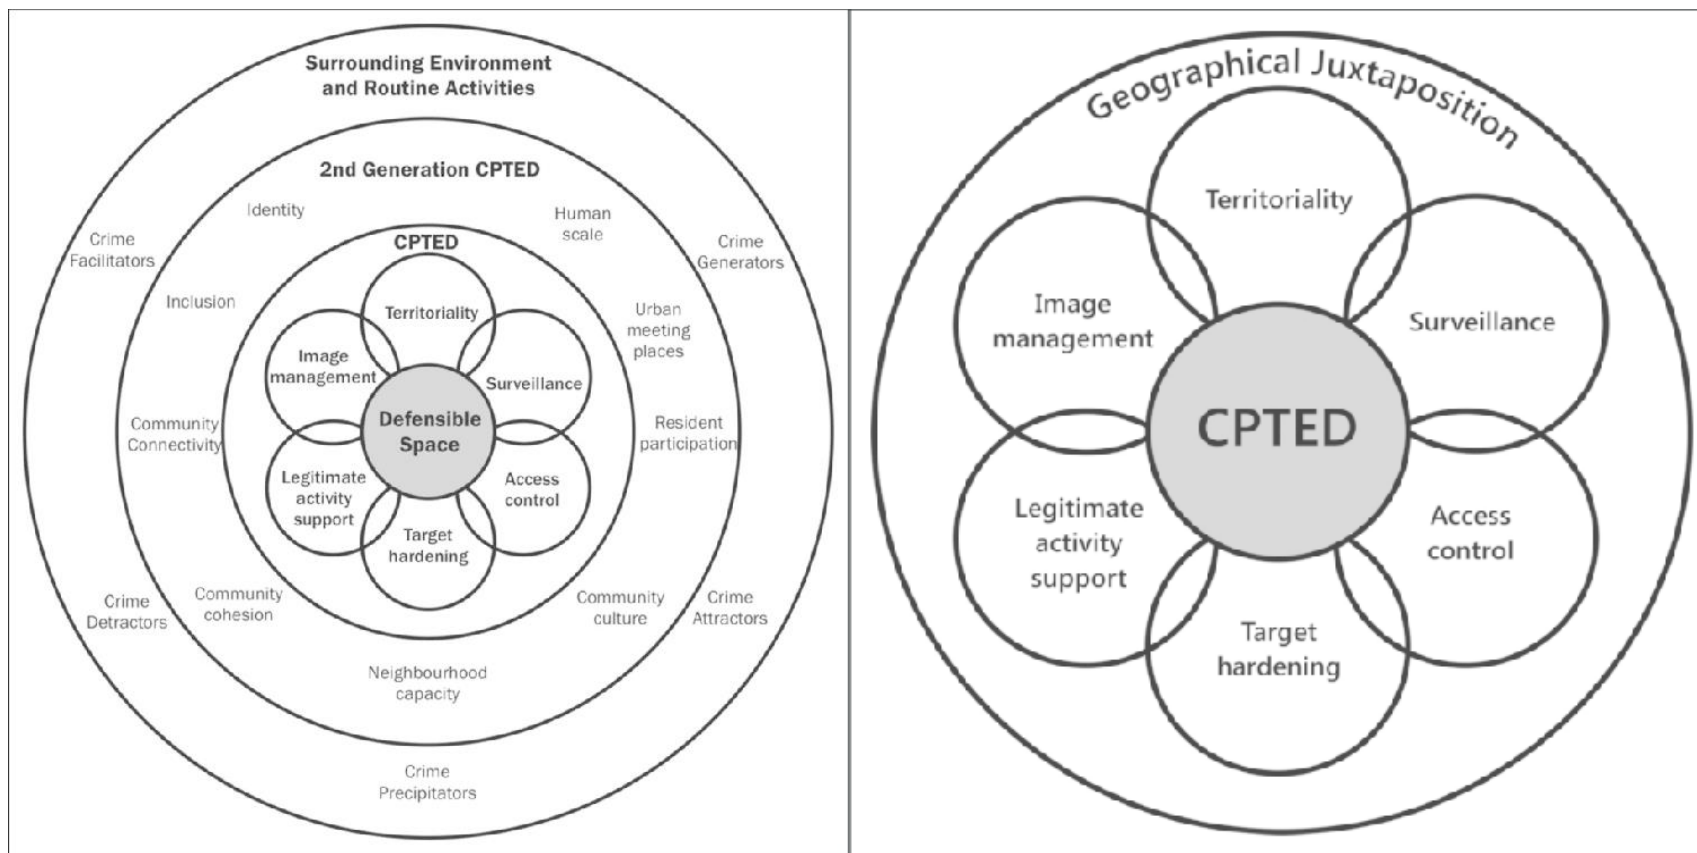 Surrounding Environment
and Routine Activities
2nd Generation CPTED
Identity
Human
scale
Crime
Facilitators
CPTED
Crime
Generators
Inclusion
Territoriality
Urban
meeting
places
Image
management
Surveillance
Defensible
Space
Community
Connectivity
Resident
participation
Legitimate
activity
support
Access
control
Target
hardening
Crime
Detractors
Community
cohesion
Community
culture
Crime
Attractors
Neighbourhood
capacity
Crime
Precipitators
Geographical Juxtaposition
Territoriality
Image
management
Surveillance
CPTED
Legitimate
activity
support
Access
control
Target
hardening